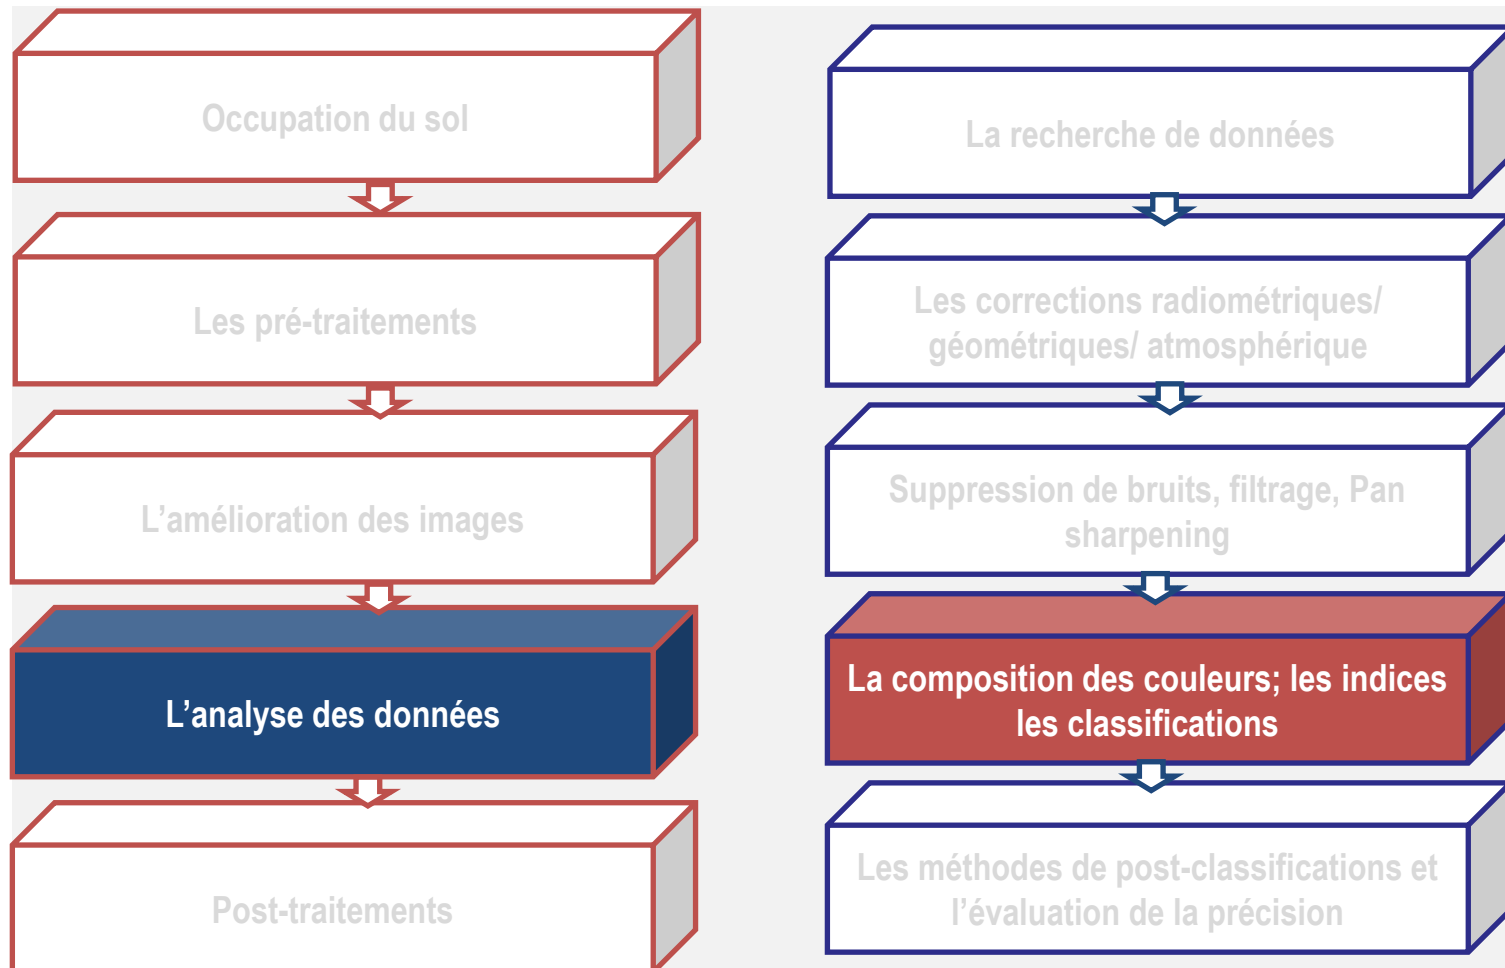 Occupation du sol
La recherche de données
Les pré-traitements
Les corrections radiométriques/
géométriques/ atmosphérique
L'amélioration des images
Suppression de bruits, filtrage, Pan
sharpening
L'analyse des données
La composition des couleurs; les indices
les classifications
Post-traitements
Les méthodes de post-classifications et
l'évaluation de la précision